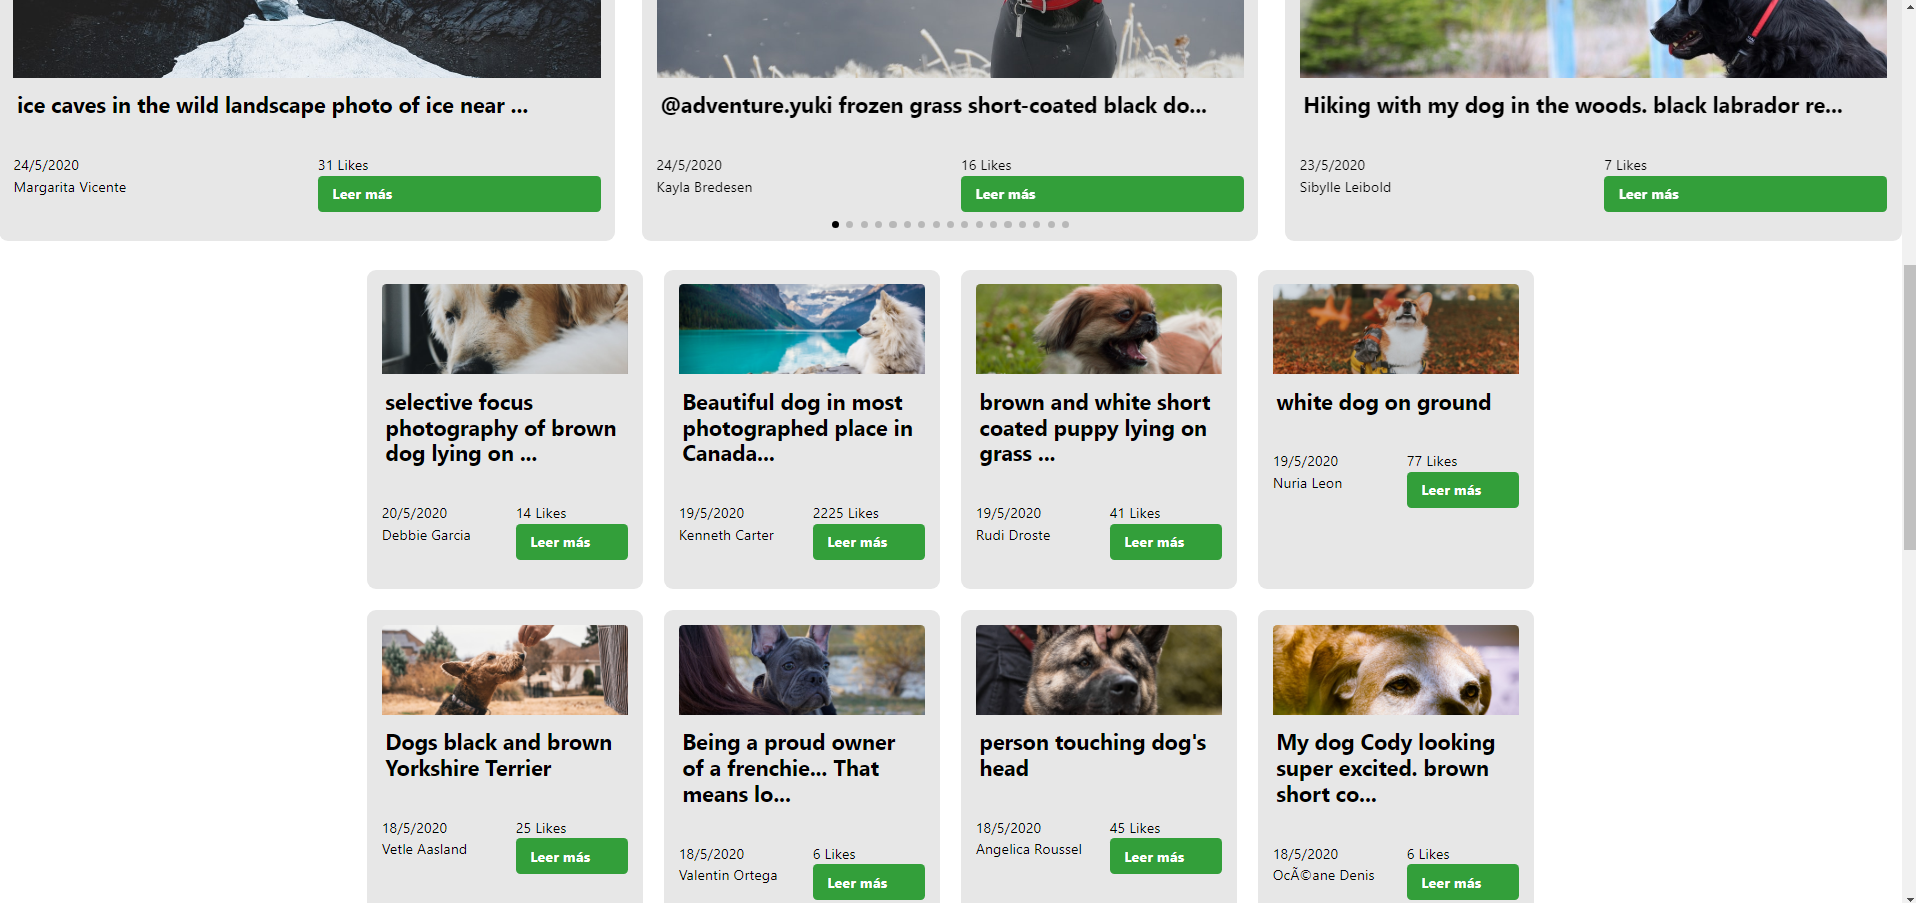 ice caves in the wild landscape photo of ice near ...
24/5/2020
31 Likes
Margarita Vicente
Leer más
@adventure.yuki frozen grass short-coated black do...
24/5/2020
16 Likes
Kayla Bredesen
Leer más
Hiking with my dog in the woods. black labrador re...
23/5/2020
7 Likes
Sibylle Leibold
Leer más
selective focus
photography of brown
dog lying on ...
20/5/2020
14 Likes
Debbie Garcia
Leer más
Beautiful dog in most
photographed place in
Canada...
19/5/2020
2225 Likes
Kenneth Carter
Leer más
brown and white short
coated puppy lying on
grass ...
19/5/2020
41 Likes
Rudi Droste
Leer más
white dog on ground
19/5/2020
77 Likes
Nuria Leon
Leer más
Dogs black and brown
Yorkshire Terrier
18/5/2020
25 Likes
Vetle Aasland
Leer más
Being a proud owner
of a frenchie... That
means lo...
18/5/2020
6 Likes
Valentin Ortega
Leer más
person touching dog's
head
18/5/2020
45 Likes
Angelica Roussel
Leer más
My dog Cody looking
super excited. brown
short co...
18/5/2020
6 Likes
OcÃ©ane Denis
Leer más